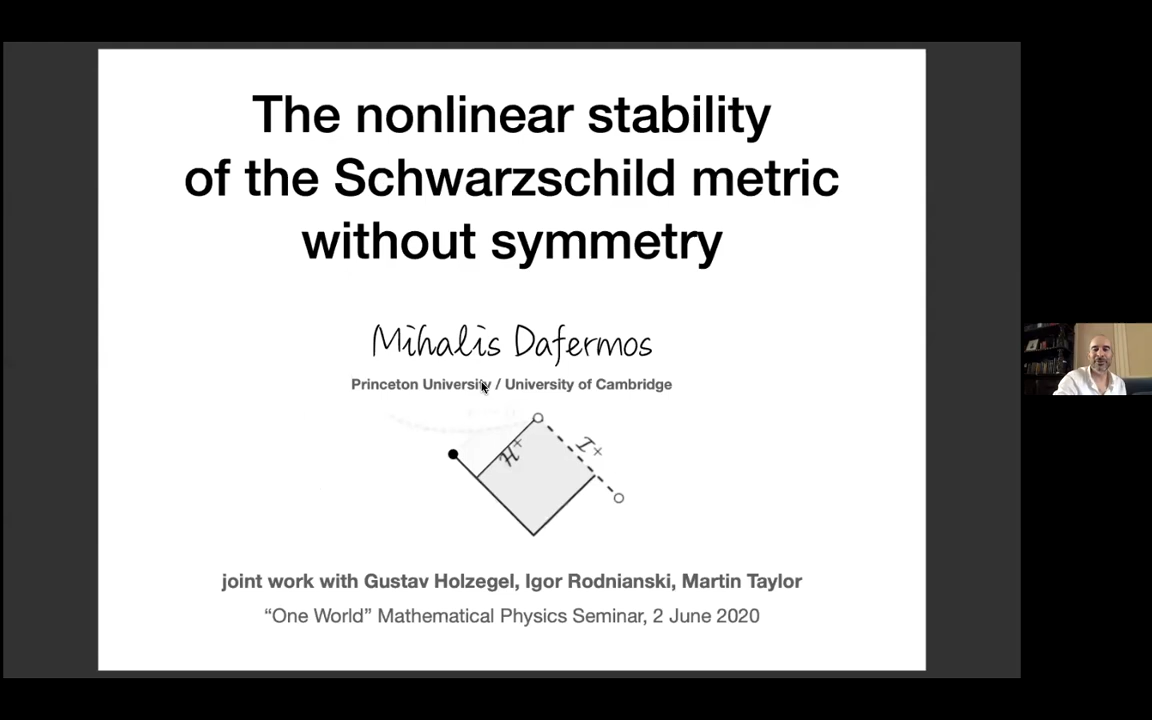 The nonlinear stability
of the Schwarzschild metric
without symmetry
Mihalis Dafermos
Princeton University / University of Cambridge
H+
I+
joint work with Gustav Holzegel, Igor Rodnianski, Martin Taylor
“One World” Mathematical Physics Seminar, 2 June 2020